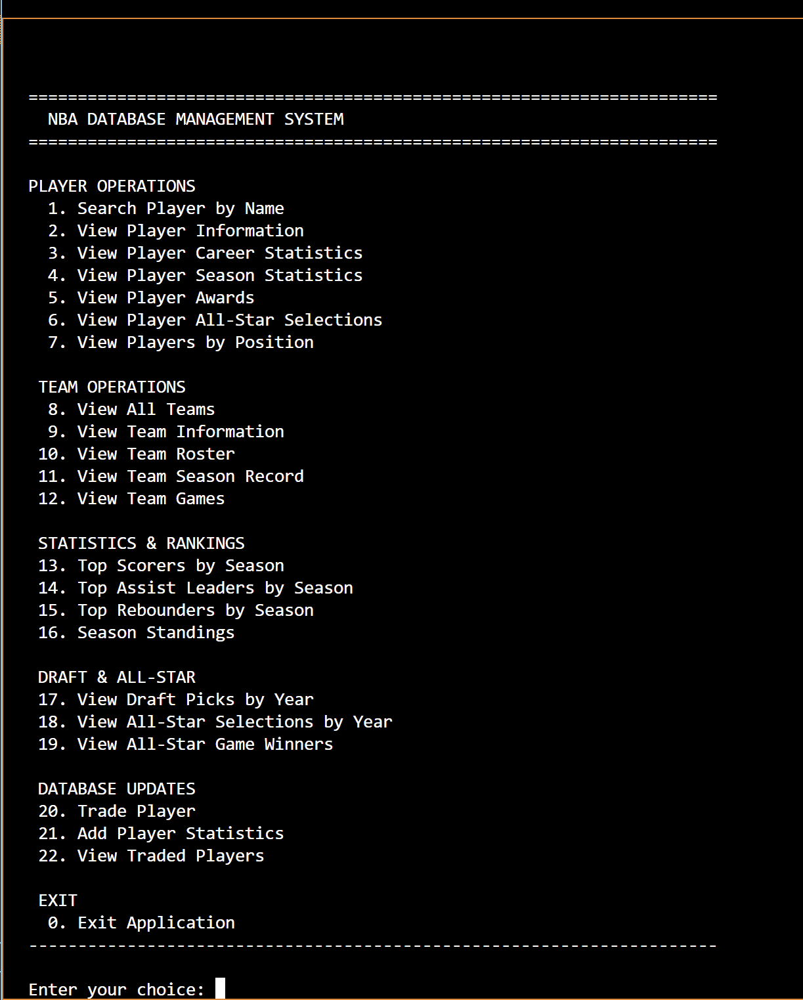 ======================================================================
  NBA DATABASE MANAGEMENT SYSTEM
======================================================================
PLAYER OPERATIONS
  1. Search Player by Name
  2. View Player Information
  3. View Player Career Statistics
  4. View Player Season Statistics
  5. View Player Awards
  6. View Player All-Star Selections
  7. View Players by Position
 TEAM OPERATIONS
  8. View All Teams
  9. View Team Information
 10. View Team Roster
 11. View Team Season Record
 12. View Team Games
 STATISTICS & RANKINGS
 13. Top Scorers by Season
 14. Top Assist Leaders by Season
 15. Top Rebounders by Season
 16. Season Standings
 DRAFT & ALL-STAR
 17. View Draft Picks by Year
 18. View All-Star Selections by Year
 19. View All-Star Game Winners
 DATABASE UPDATES
 20. Trade Player
 21. Add Player Statistics
 22. View Traded Players
 EXIT
  0. Exit Application
----------------------------------------------------------------------
Enter your choice: